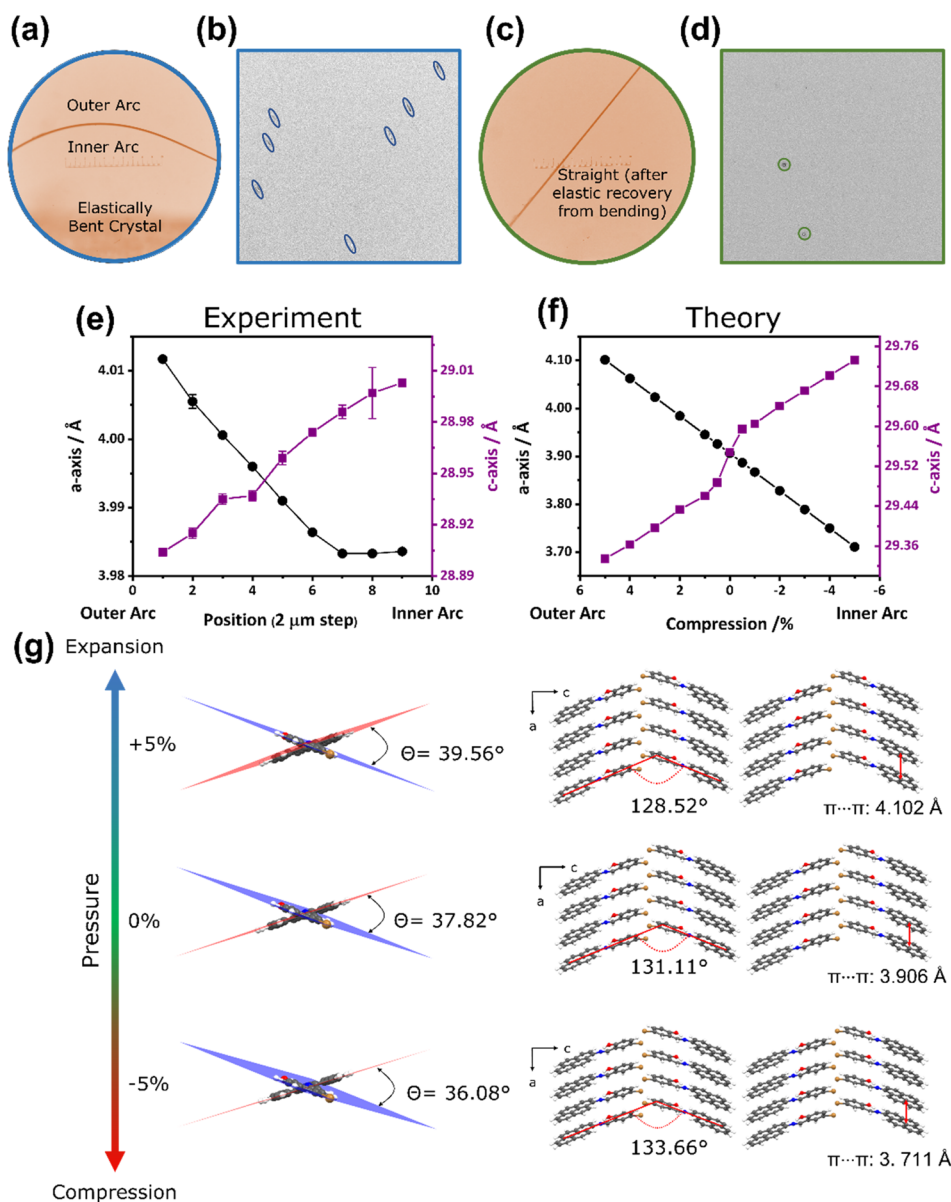 (a)
(b)
(c)
(d)
Outer Arc
Inner Arc
Elastically
Bent Crystal
Straight (after
elastic recovery
from bending)
(e)
Experiment
4.01
4.00
3.99
3.98
a-axis / Å
0 2 4 6 8 10
Outer Arc
Position (2 μm step)
Inner Arc
29.01
28.98
28.95
28.92
28.89
c-axis / Å
(f)
Theory
4.10
4.00
3.90
3.80
3.70
a-axis / Å
6 4 2 0 -2 -4 -6
Outer Arc
Compression /%
Inner Arc
29.76
29.68
29.60
29.52
29.44
29.36
c-axis / Å
(g)
Expansion
Pressure
+5%
Θ= 39.56°
c
a
128.52°
π···π: 4.102 Å
0%
Θ= 37.82°
c
a
131.11°
π···π: 3.906 Å
-5%
Θ= 36.08°
c
a
133.66°
π···π: 3. 711 Å
Compression